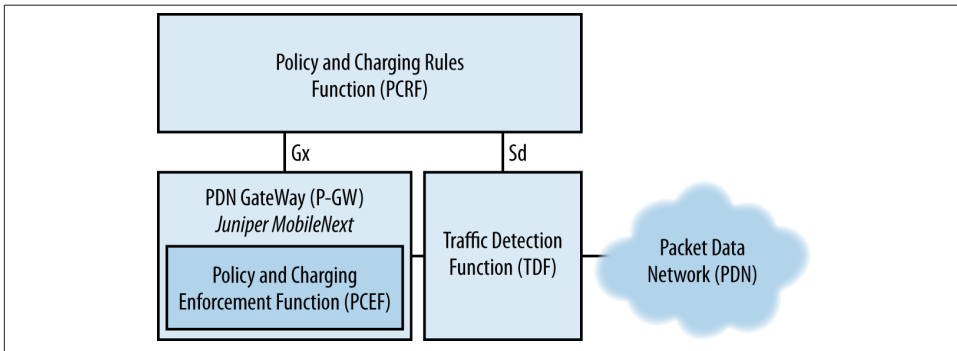 Policy and Charging Rules
Function (PCRF)
Gx
Sd
PDN GateWay (P-GW)
Juniper MobileNext
Policy and Charging
Enforcement Function (PCEF)
Traffic Detection
Function (TDF)
Packet Data
Network (PDN)